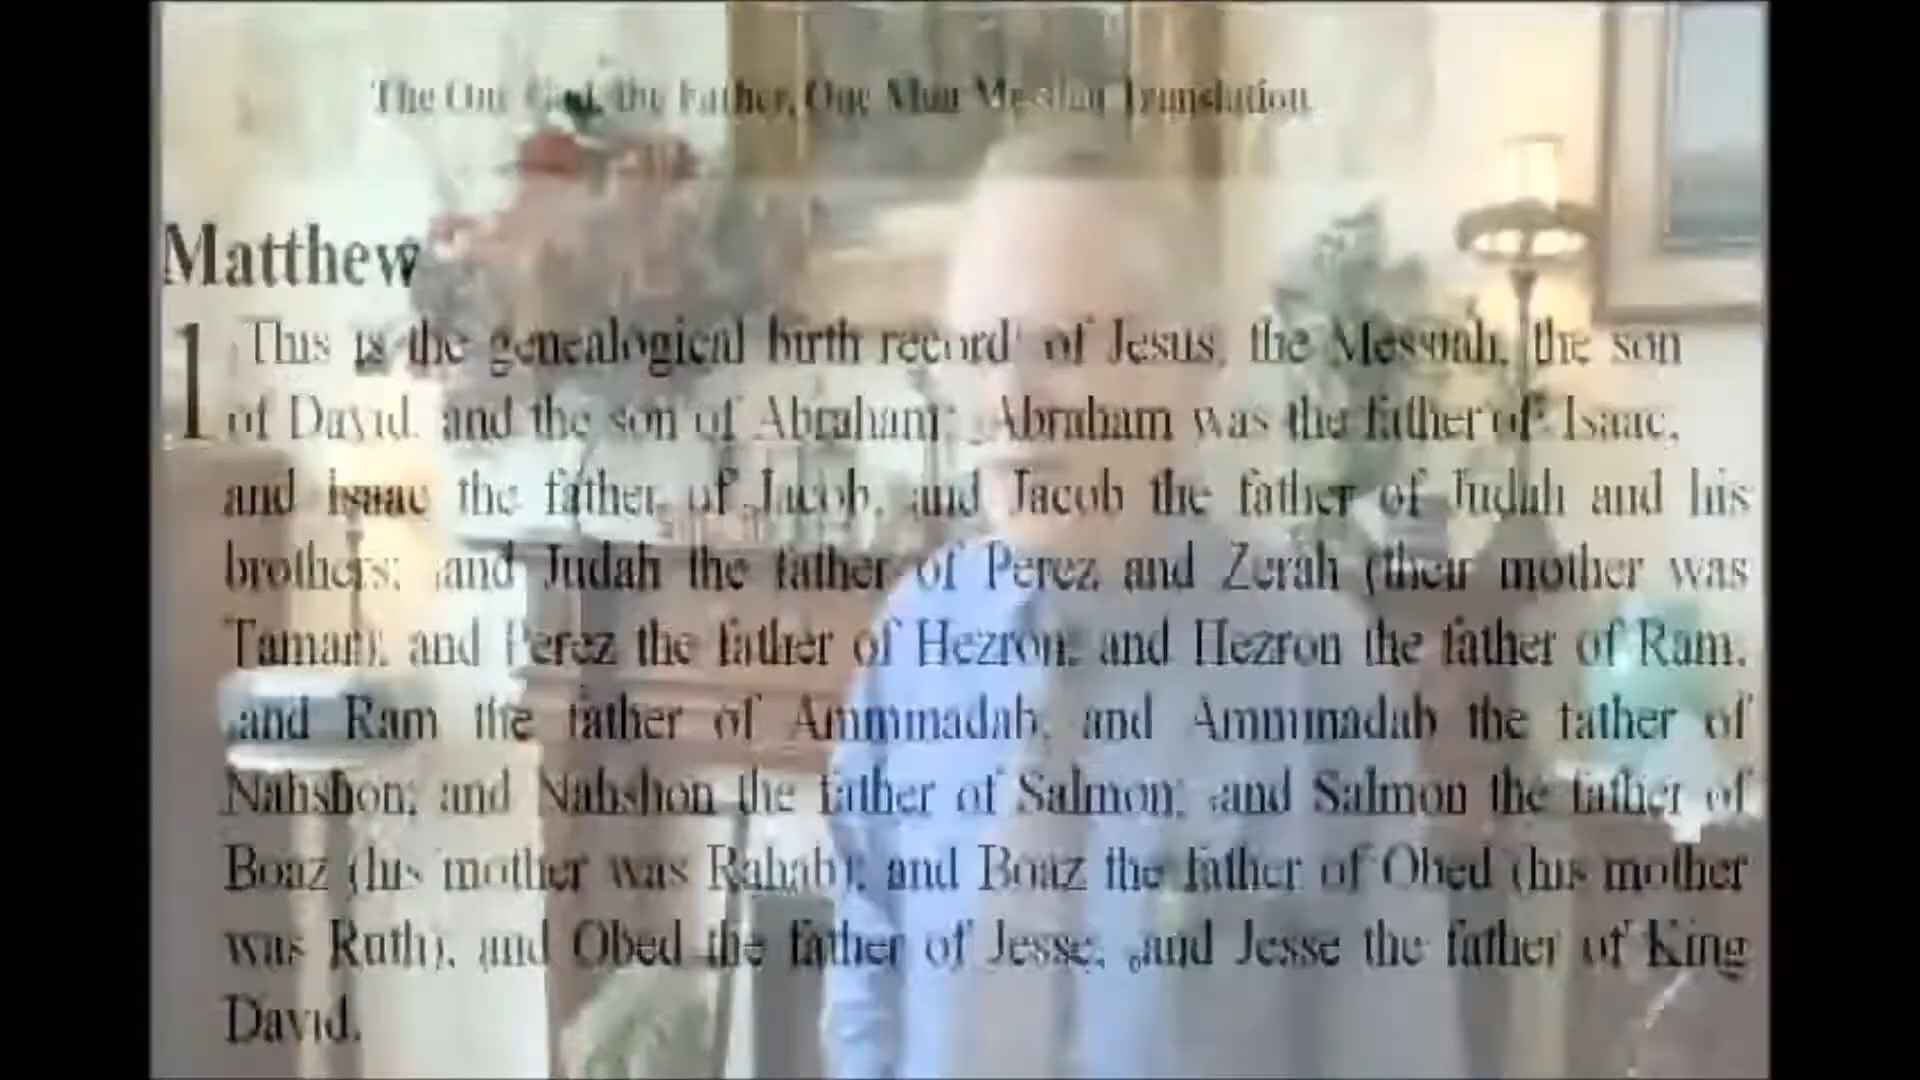 The One God, the Father, One Man Messiah Translation
Matthew
1 This is the genealogical birth record of Jesus, the Messiah, the son
of David, and the son of Abraham: Abraham was the father of Isaac,
and Isaac the father of Jacob, and Jacob the father of Judah and his
brothers; and Judah the father of Perez and Zerah (their mother was
Tamar); and Perez the father of Hezron; and Hezron the father of Ram,
and Ram the father of Amminadab, and Amminadab the father of
Nahshon; and Nahshon the father of Salmon; and Salmon the father of
Boaz (his mother was Rahab); and Boaz the father of Obed (his mother
was Ruth), and Obed the father of Jesse; and Jesse the father of King
David.